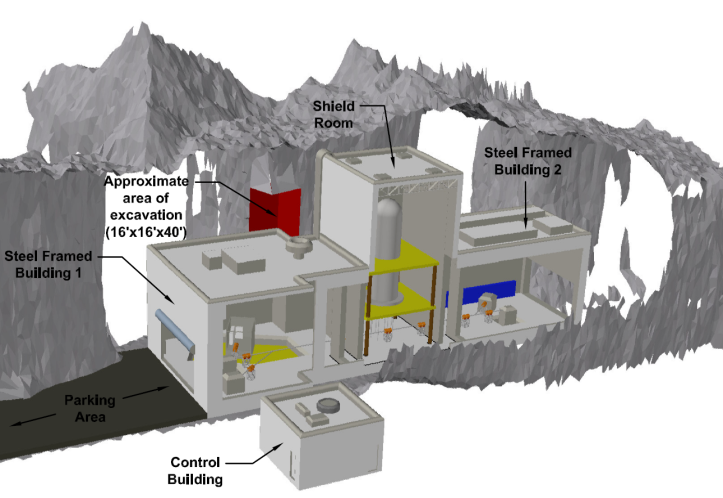 Shield
Room
Steel Framed
Building 2
Approximate
area of
excavation
(16'x16'x40')
Steel Framed
Building 1
Parking
Area
Control
Building